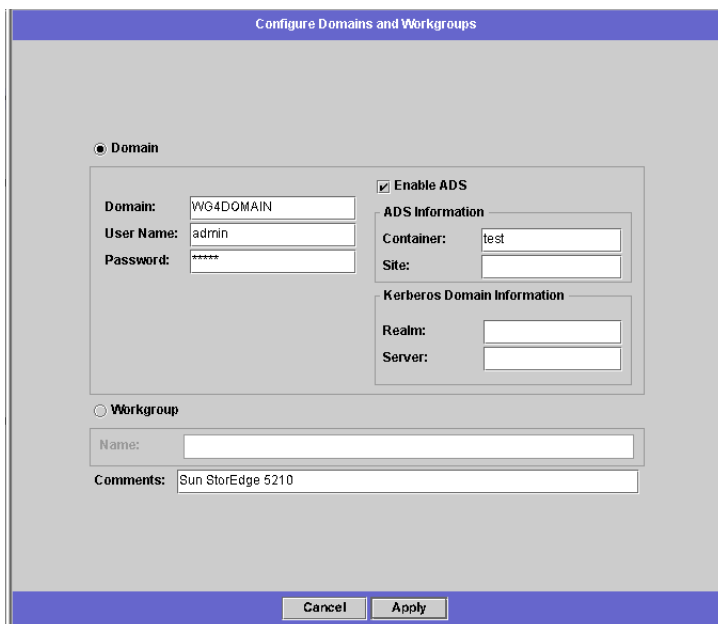 Configure Domains and Workgroups
Domain
Domain: WG4DOMAIN
User Name: admin
Password: *****
Enable ADS
ADS Information
Container: test
Site:
Kerberos Domain Information
Realm:
Server:
Workgroup
Name:
Comments: Sun StorEdge 5210
Cancel Apply